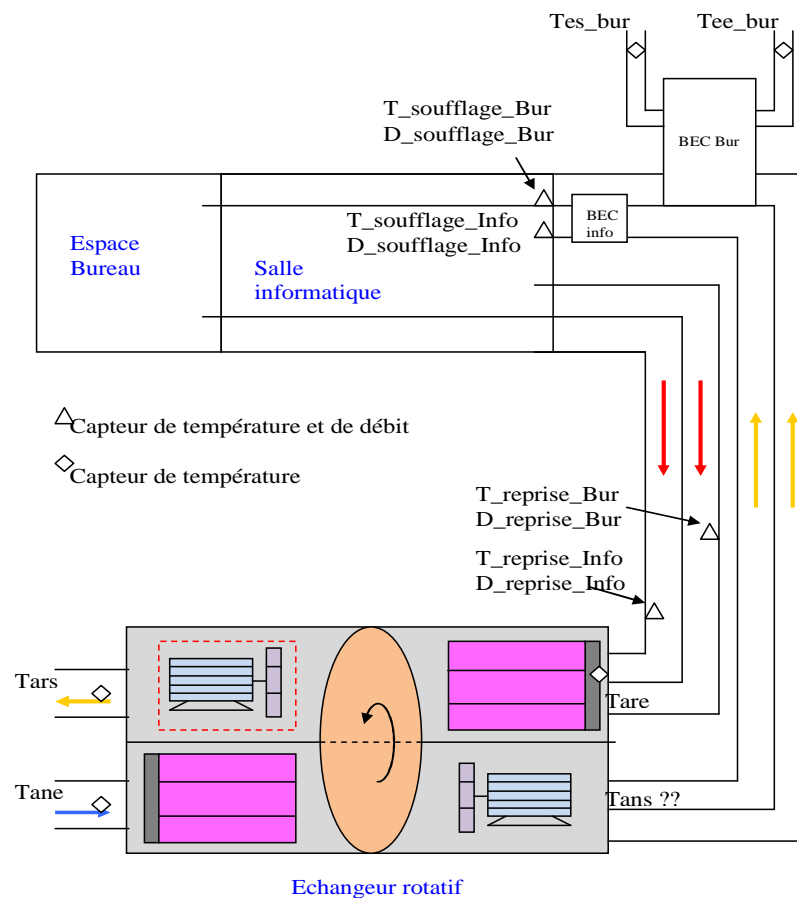 Tes_bur
Tee_bur
T_soufflage_Bur
D_soufflage_Bur
BEC Bur
T_soufflage_Info
D_soufflage_Info
BEC
info
Espace
Bureau
Salle
informatique
Capteur de température et de débit
Capteur de température
T_reprise_Bur
D_reprise_Bur
T_reprise_Info
D_reprise_Info
Tars
Tare
Tane
Tans ??
Echangeur rotatif